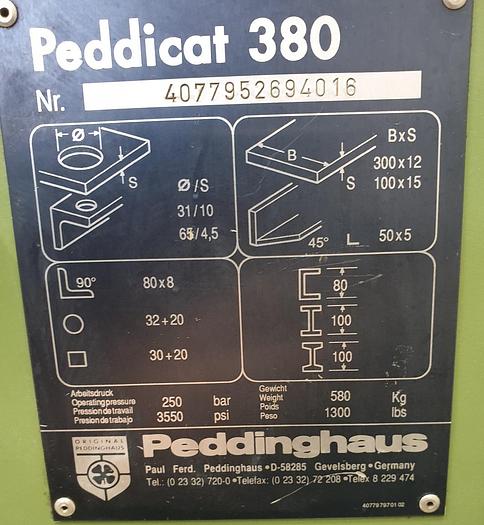 Peddicat 380
Nr. 4077952694016
Ø
S
Ø/S
31/10
65/4,5
B
S
BxS
300x12
100x15
45° L 50x5
90° 80x8
32+20
30+20
80
100
100
Arbeitsdruck
Operatingpressure
Pression de travail
Presion de trabajo
250 bar
3550 psi
Gewicht
Weight
Poids
Peso
580 Kg
1300 lbs
ORIGINAL
PEDDINGHAUS
Peddinghaus
Paul Ferd. Peddinghaus • D-58285 Gevelsberg • Germany
Tel.: (0 23 32) 720-0 • Telefax: (0 23 32) 72 208 • Telex 8 229 474
4077979701 02